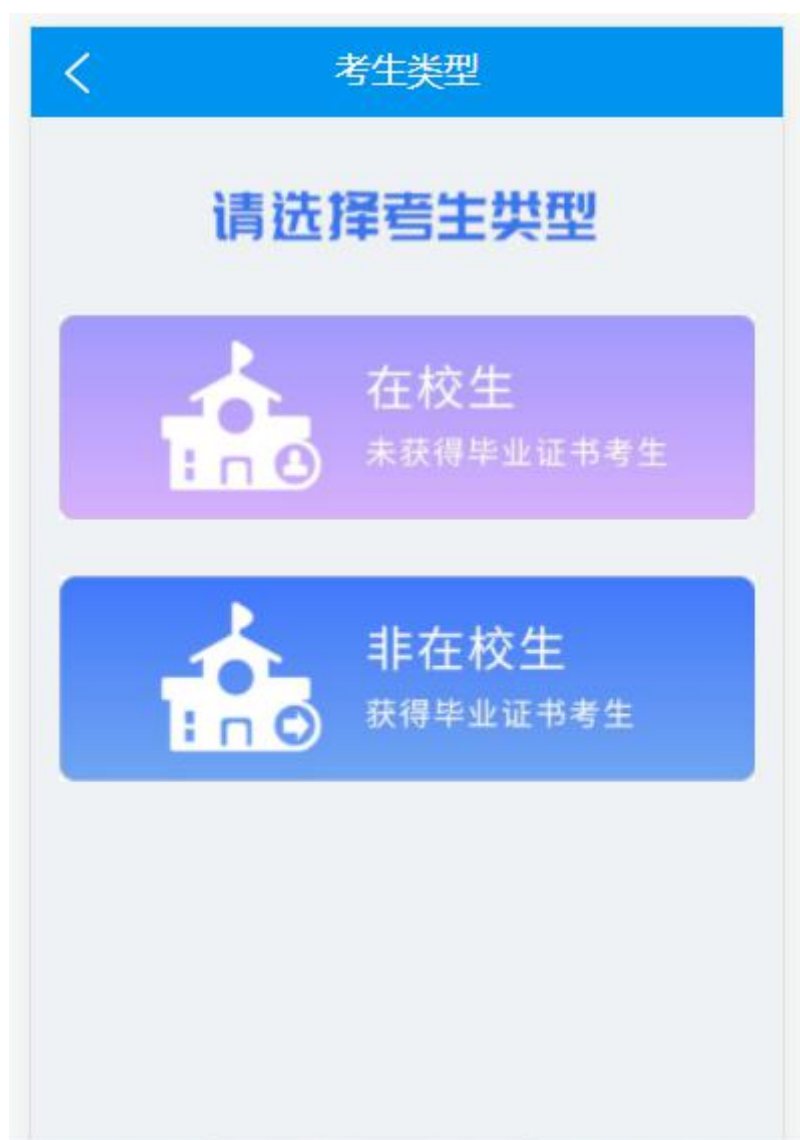 考生类型
请选择考生类型
在校生
未获得毕业证书考生
非在校生
获得毕业证书考生